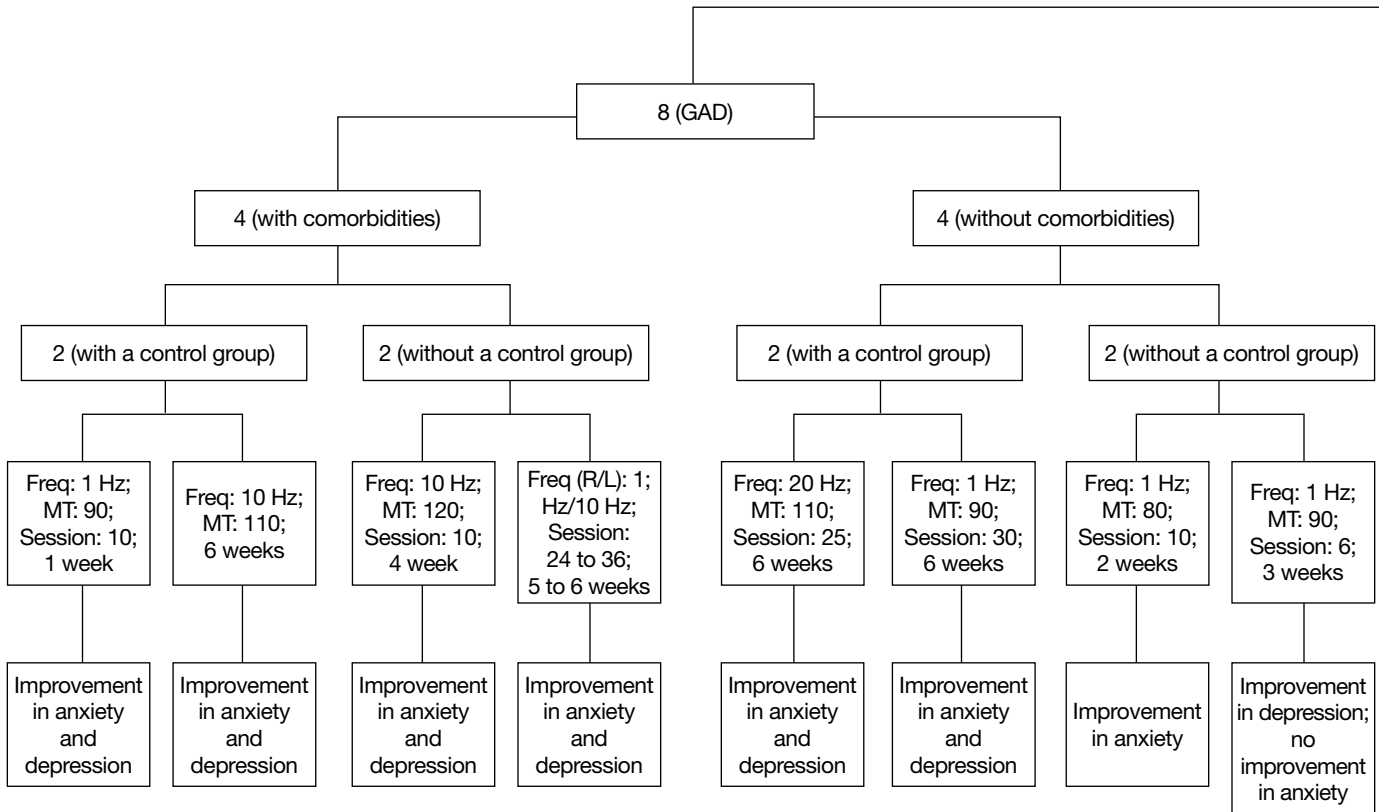 8 (GAD)
4 (with comorbidities)
4 (without comorbidities)
2 (with a control group)
2 (without a control group)
2 (with a control group)
2 (without a control group)
Freq: 1 Hz;
MT: 90;
Session: 10;
1 week
Freq: 10 Hz;
MT: 110;
6 weeks
Freq: 10 Hz;
MT: 120;
Session: 10;
4 week
Freq (R/L): 1;
Hz/10 Hz;
Session:
24 to 36;
5 to 6 weeks
Freq: 20 Hz;
MT: 110;
Session: 25;
6 weeks
Freq: 1 Hz;
MT: 90;
Session: 30;
6 weeks
Freq: 1 Hz;
MT: 80;
Session: 10;
2 weeks
Freq: 1 Hz;
MT: 90;
Session: 6;
3 weeks
Improvement
in anxiety
and
depression
Improvement
in anxiety
and
depression
Improvement
in anxiety
and
depression
Improvement
in anxiety
and
depression
Improvement
in anxiety
and
depression
Improvement
in anxiety
and
depression
Improvement
in anxiety
Improvement
in depression;
no
improvement
in anxiety